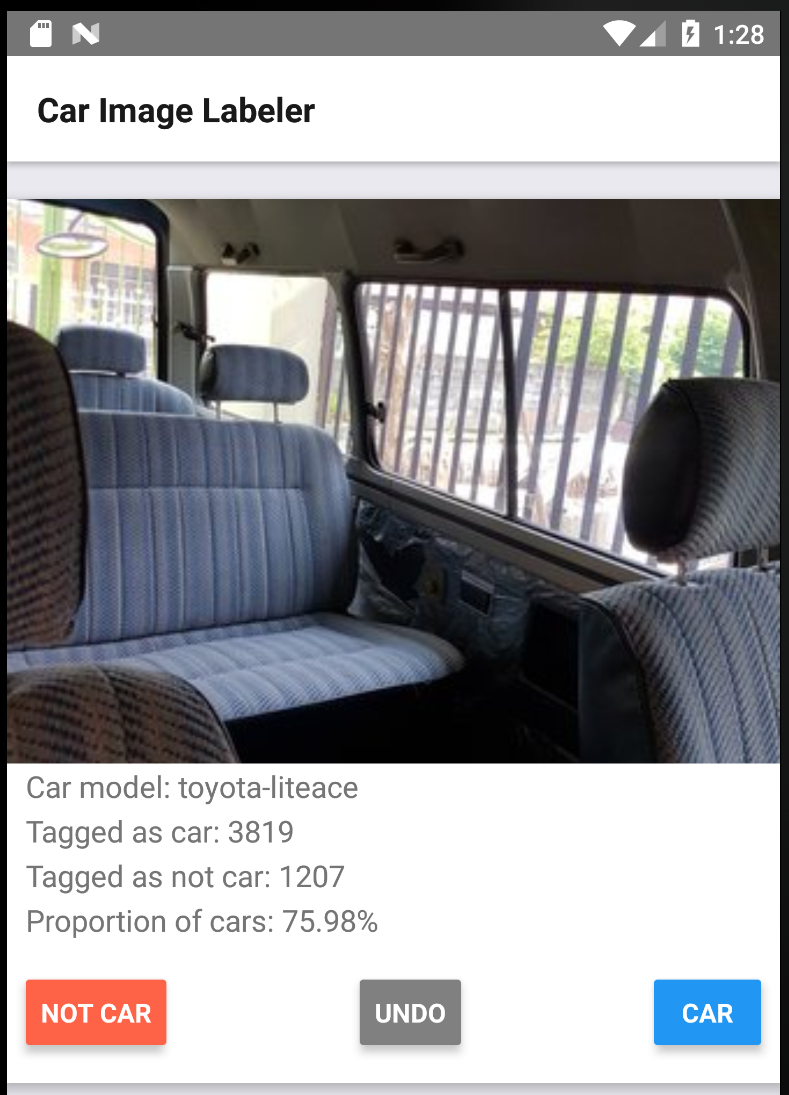 1:28
Car Image Labeler
Car model: toyota-liteace
Tagged as car: 3819
Tagged as not car: 1207
Proportion of cars: 75.98%
NOT CAR
UNDO
CAR